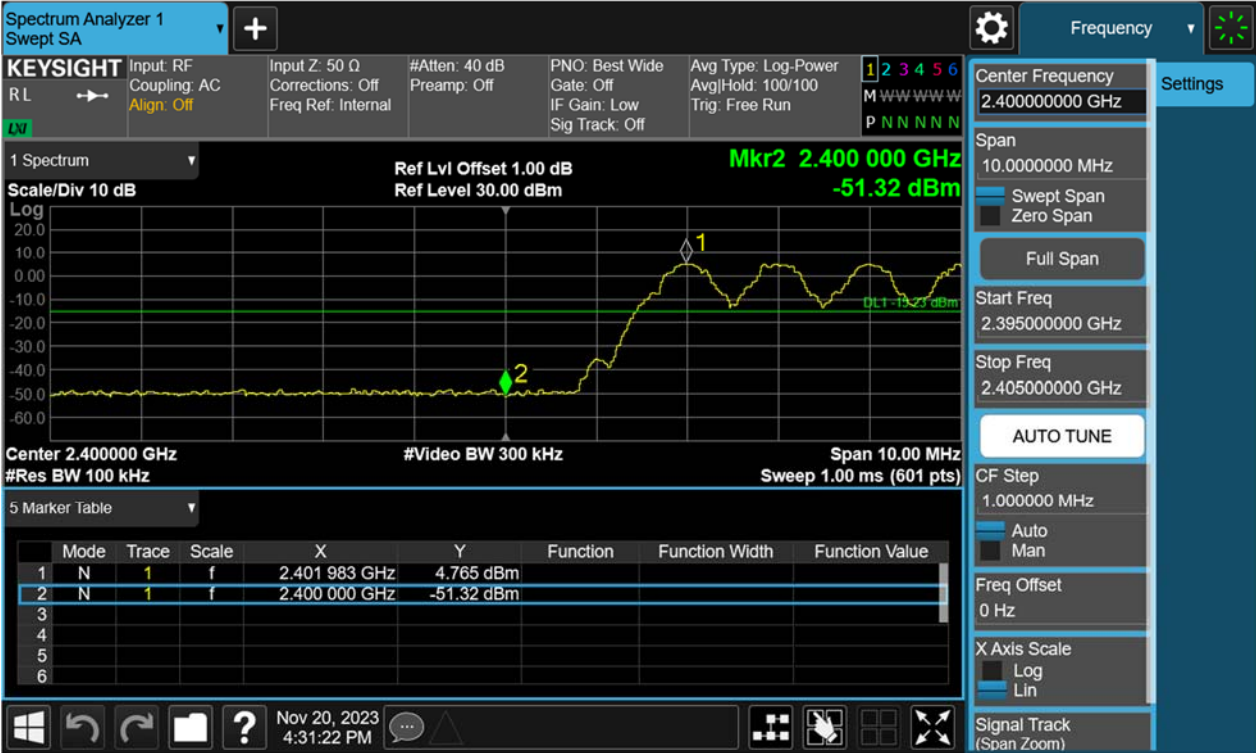 Spectrum Analyzer 1
Swept SA
+
Frequency
KEYSIGHT
R L
LXI
Input: RF
Coupling: AC
Align: Off
Input Z: 50 Ω
Corrections: Off
Freq Ref: Internal
#Atten: 40 dB
Preamp: Off
PNO: Best Wide
Gate: Off
IF Gain: Low
Sig Track: Off
Avg Type: Log-Power
Avg|Hold: 100/100
Trig: Free Run
1 2 3 4 5 6
M W W W W W
P N N N N N
1 Spectrum
Scale/Div 10 dB
Ref Lvl Offset 1.00 dB
Ref Level 30.00 dBm
Mkr2 2.400 000 GHz
-51.32 dBm
Log
20.0
10.0
0.00
-10.0
-20.0
-30.0
-40.0
-50.0
-60.0
1
2
DL1 -15.23 dBm
Center 2.400000 GHz
#Video BW 300 kHz
Span 10.00 MHz
#Res BW 100 kHz
Sweep 1.00 ms (601 pts)
5 Marker Table
Mode Trace Scale X Y Function Function Width Function Value
1 N 1 f 2.401 983 GHz 4.765 dBm
2 N 1 f 2.400 000 GHz -51.32 dBm
3
4
5
6
?
Nov 20, 2023
4:31:22 PM
Settings
Center Frequency
2.400000000 GHz
Span
10.0000000 MHz
Swept Span
Zero Span
Full Span
Start Freq
2.395000000 GHz
Stop Freq
2.405000000 GHz
AUTO TUNE
CF Step
1.000000 MHz
Auto
Man
Freq Offset
0 Hz
X Axis Scale
Log
Lin
Signal Track
(Span Zoom)